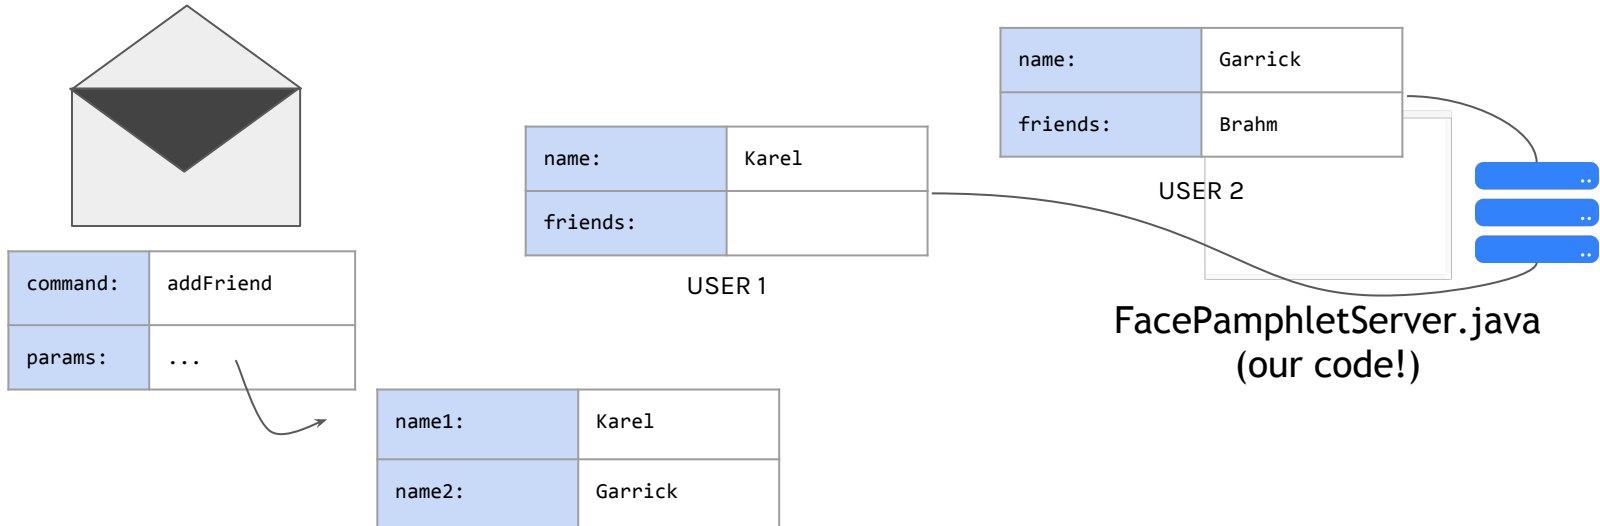 name: Garrick
friends: Brahm
USER 2
name: Karel
friends:
USER 1
command: addFriend
params: ...
FacePamphletServer.java
(our code!)
name1: Karel
name2: Garrick